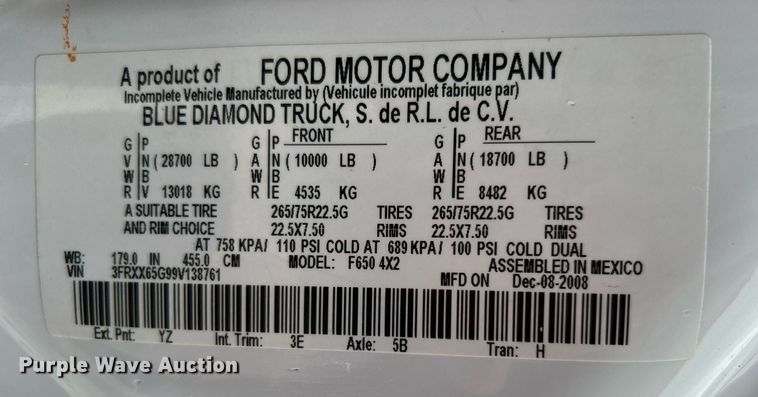 A product of FORD MOTOR COMPANY
Incomplete Vehicle Manufactured by (Vehicule incomplet fabrique par)
BLUE DIAMOND TRUCK, S. de R.L. de C.V.
FRONT REAR
G P G P G P
V N (28700 LB) A N (10000 LB) A N (18700 LB)
W B W B W B
R V 13018 KG R E 4535 KG R E 8482 KG
A SUITABLE TIRE 265/75R22.5G TIRES 265/75R22.5G TIRES
AND RIM CHOICE 22.5X7.50 RIMS 22.5X7.50 RIMS
AT 758 KPA/ 110 PSI COLD AT 689 KPA/ 100 PSI COLD DUAL
WB: 179.0 IN 455.0 CM MODEL: F650 4X2 ASSEMBLED IN MEXICO
VIN 3FRXX65G99V138761 MFD ON Dec-08-2008
Ext. Pnt: YZ Int. Trim: 3E Axle: 5B Tran: H
Purple Wave Auction